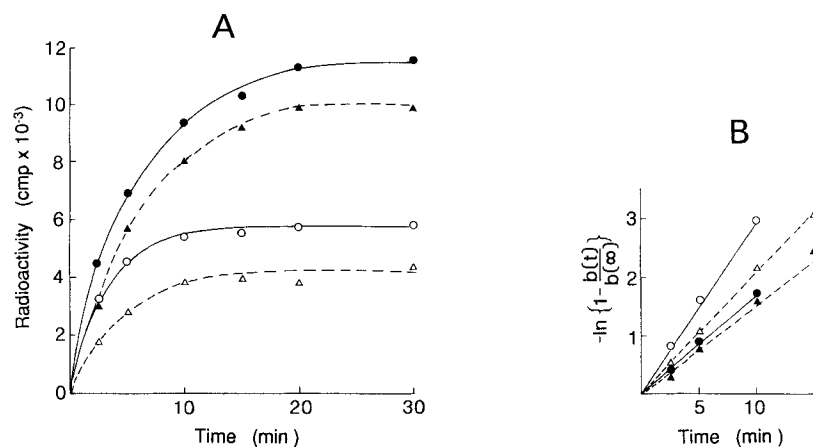 A
12
10
8
6
4
2
0
Radioactivity (cmp x 10⁻³)
10
20
30
Time (min)
B
3
2
1
-ln {1- b(t)/b(∞)}
5
10
Time (min)